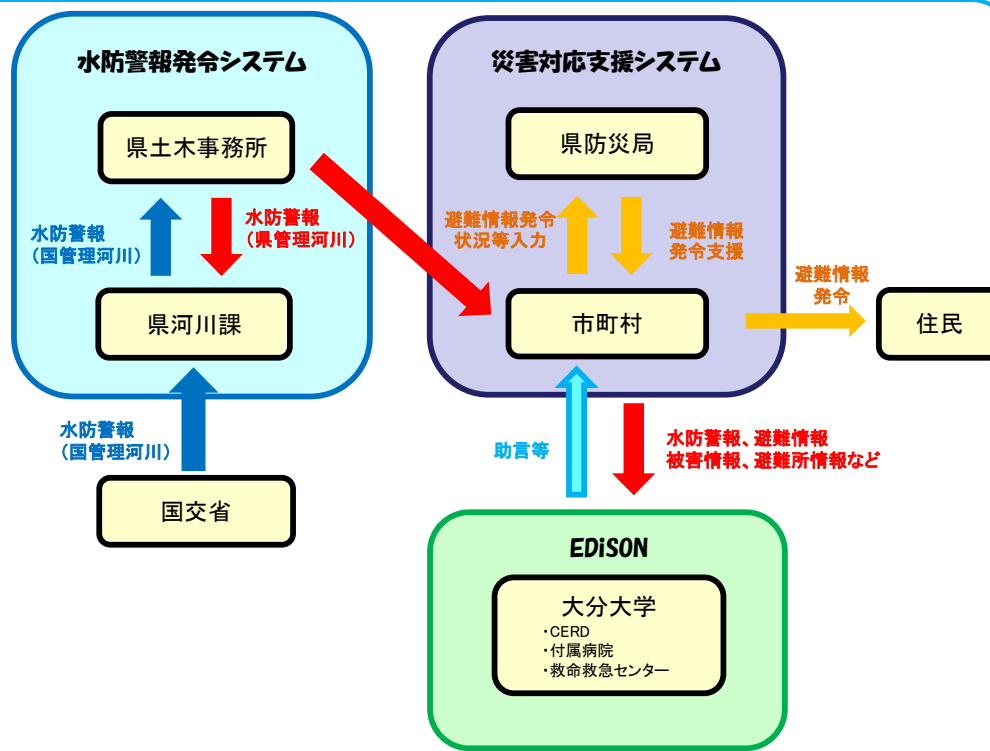 水防警報発令システム
県土木事務所
水防警報
（国管理河川）
水防警報
（県管理河川）
県河川課
水防警報
（国管理河川）
国交省
災害対応支援システム
県防災局
避難情報発令
状況等入力
避難情報
発令支援
市町村
避難情報
発令
住民
助言等
水防警報、避難情報
被害情報、避難所情報など
EDiSON
大分大学
・CERD
・付属病院
・救命救急センター